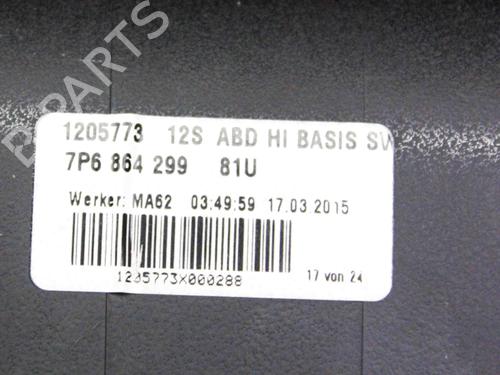 B PARTS
1205773 12S ABD HI BASIS SW
7P6 864 299 81U
Werker: MA62 03:49:59 17.03.2015
1205773X000288
17 von 24